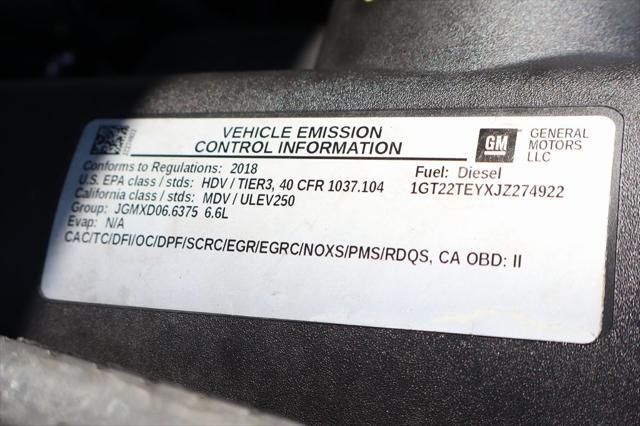 VEHICLE EMISSION
CONTROL INFORMATION
GM
GENERAL
MOTORS
LLC
Conforms to Regulations: 2018
Fuel: Diesel
U.S. EPA class / stds: HDV / TIER3, 40 CFR 1037.104
1GT22TEYXJZ274922
California class / stds: MDV / ULEV250
Group: JGMXD06.6375 6.6L
Evap: N/A
CAC/TC/DFI/OC/DPF/SCRC/EGR/EGRC/NOXS/PMS/RDQS, CA OBD: II